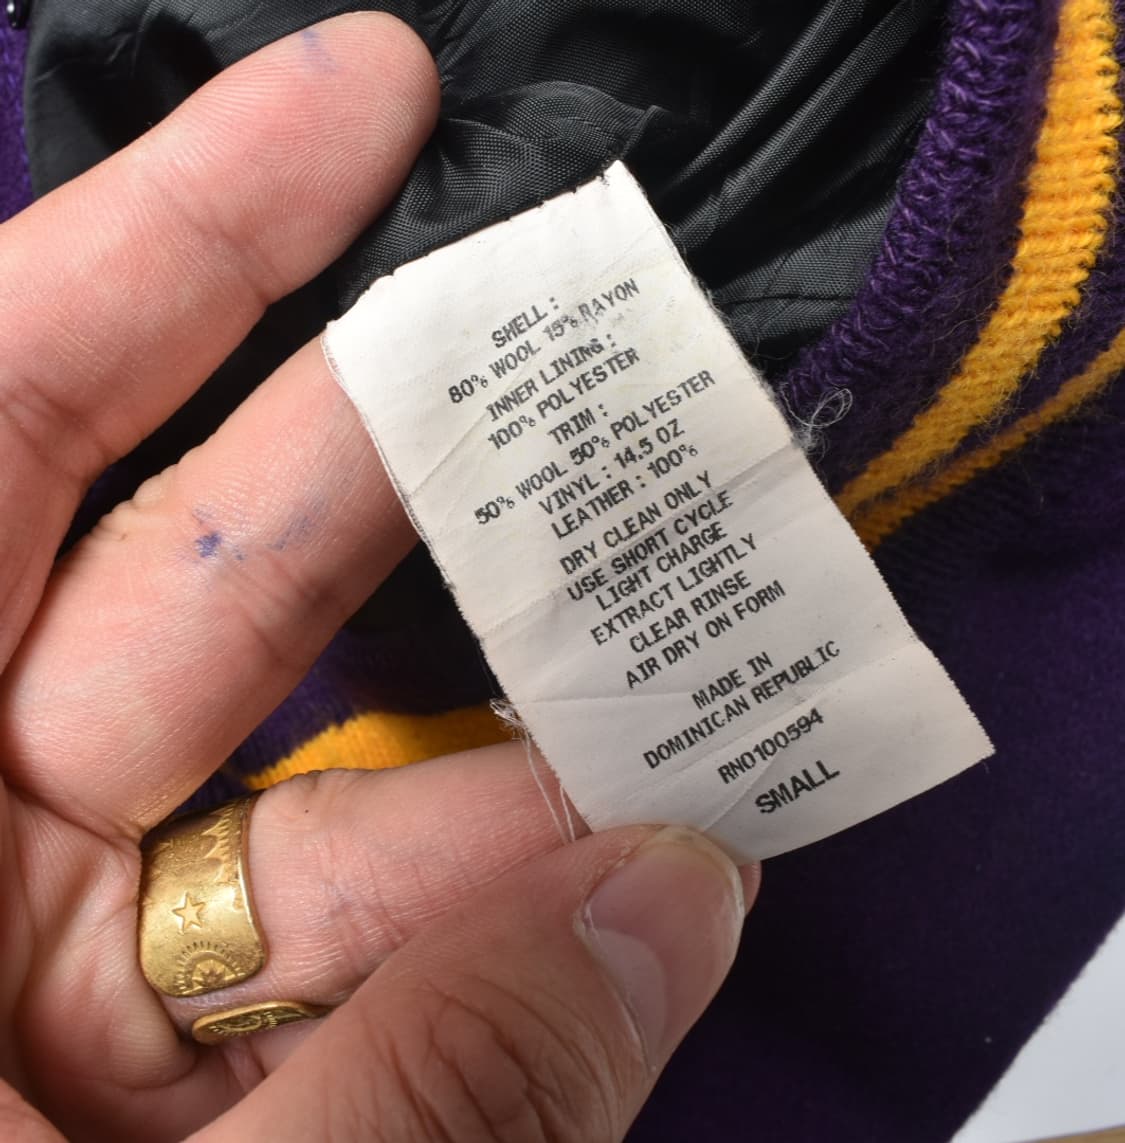 SHELL :
80% WOOL 15% RAYON
INNER LINING :
100% POLYESTER
TRIM :
50% WOOL 50% POLYESTER
VINYL : 14.5 OZ
LEATHER : 100%
DRY CLEAN ONLY
USE SHORT CYCLE
LIGHT CHARGE
EXTRACT LIGHTLY
CLEAR RINSE
AIR DRY ON FORM
MADE IN
DOMINICAN REPUBLIC
RN0100594
SMALL